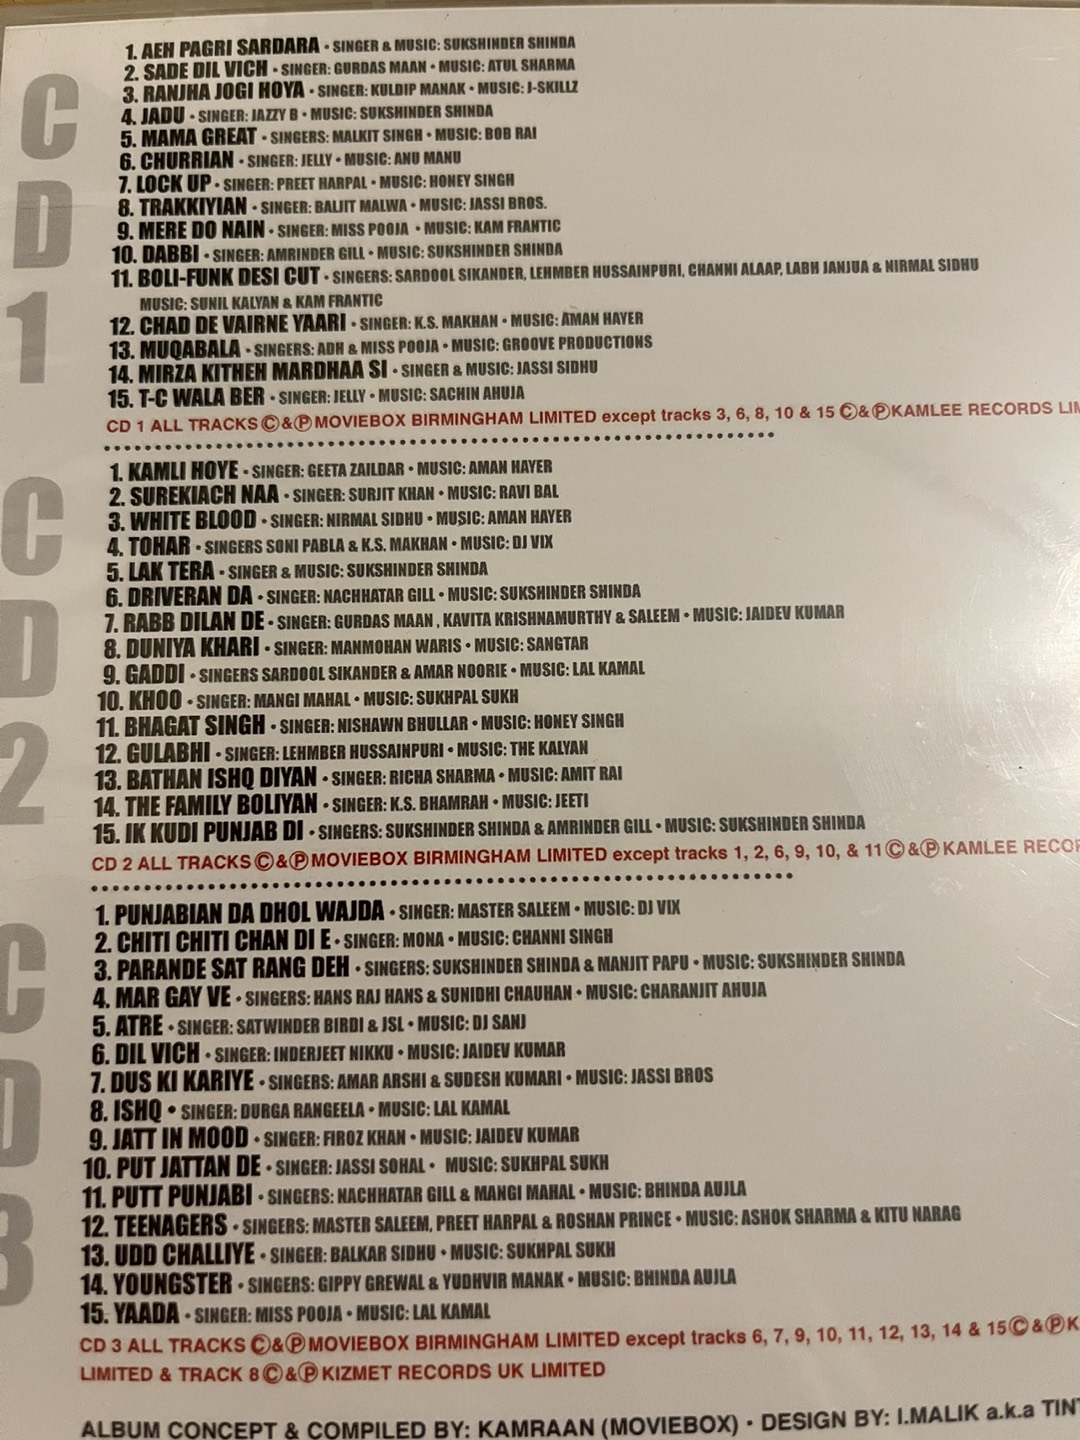 CD1
1. AEH PAGRI SARDARA • SINGER & MUSIC: SUKSHINDER SHINDA
2. SADE DIL VICH • SINGER: GURDAS MAAN • MUSIC: ATUL SHARMA
3. RANJHA JOGI HOYA • SINGER: KULDIP MANAK • MUSIC: J-SKILLZ
4. JADU • SINGER: JAZZY B • MUSIC: SUKSHINDER SHINDA
5. MAMA GREAT • SINGERS: MALKIT SINGH • MUSIC: BOB RAI
6. CHURRIAN • SINGER: JELLY • MUSIC: ANU MANU
7. LOCK UP • SINGER: PREET HARPAL • MUSIC: HONEY SINGH
8. TRAKKIYIAN • SINGER: BALJIT MALWA • MUSIC: JASSI BROS.
9. MERE DO NAIN • SINGER: MISS POOJA • MUSIC: KAM FRANTIC
10. DABBI • SINGER: AMRINDER GILL • MUSIC: SUKSHINDER SHINDA
11. BOLI-FUNK DESI CUT • SINGERS: SARDOOL SIKANDER, LEHMBER HUSSAINPURI, CHANNI ALAAP, LABH JANJUA & NIRMAL SIDHU
MUSIC: SUNIL KALYAN & KAM FRANTIC
12. CHAD DE VAIRNE YAARI • SINGER: K.S. MAKHAN • MUSIC: AMAN HAYER
13. MUQABALA • SINGERS: ADH & MISS POOJA • MUSIC: GROOVE PRODUCTIONS
14. MIRZA KITHEH MARDHAA SI • SINGER & MUSIC: JASSI SIDHU
15. T-C WALA BER • SINGER: JELLY • MUSIC: SACHIN AHUJA
CD 1 ALL TRACKS ©&℗ MOVIEBOX BIRMINGHAM LIMITED except tracks 3, 6, 8, 10 & 15 ©&℗ KAMLEE RECORDS
CD2
1. KAMLI HOYE • SINGER: GEETA ZAILDAR • MUSIC: AMAN HAYER
2. SUREKIACH NAA • SINGER: SURJIT KHAN • MUSIC: RAVI BAL
3. WHITE BLOOD • SINGER: NIRMAL SIDHU • MUSIC: AMAN HAYER
4. TOHAR • SINGERS SONI PABLA & K.S. MAKHAN • MUSIC: DJ VIX
5. LAK TERA • SINGER & MUSIC: SUKSHINDER SHINDA
6. DRIVERAN DA • SINGER: NACHHATAR GILL • MUSIC: SUKSHINDER SHINDA
7. RABB DILAN DE • SINGER: GURDAS MAAN, KAVITA KRISHNAMURTHY & SALEEM • MUSIC: JAIDEV KUMAR
8. DUNIYA KHARI • SINGER: MANMOHAN WARIS • MUSIC: SANGTAR
9. GADDI • SINGERS SARDOOL SIKANDER & AMAR NOORIE • MUSIC: LAL KAMAL
10. KHOO • SINGER: MANGI MAHAL • MUSIC: SUKHPAL SUKH
11. BHAGAT SINGH • SINGER: NISHAWN BHULLAR • MUSIC: HONEY SINGH
12. GULABHI • SINGER: LEHMBER HUSSAINPURI • MUSIC: THE KALYAN
13. BATHAN ISHQ DIYAN • SINGER: RICHA SHARMA • MUSIC: AMIT RAI
14. THE FAMILY BOLIYAN • SINGER: K.S. BHAMRAH • MUSIC: JEETI
15. IK KUDI PUNJAB DI • SINGERS: SUKSHINDER SHINDA & AMRINDER GILL • MUSIC: SUKSHINDER SHINDA
CD 2 ALL TRACKS ©&℗ MOVIEBOX BIRMINGHAM LIMITED except tracks 1, 2, 6, 9, 10, & 11 ©&℗ KAMLEE
CD3
1. PUNJABIAN DA DHOL WAJDA • SINGER: MASTER SALEEM • MUSIC: DJ VIX
2. CHITI CHITI CHAN DI E • SINGER: MONA • MUSIC: CHANNI SINGH
3. PARANDE SAT RANG DEH • SINGERS: SUKSHINDER SHINDA & MANJIT PAPU • MUSIC: SUKSHINDER SHINDA
4. MAR GAY VE • SINGERS: HANS RAJ HANS & SUNIDHI CHAUHAN • MUSIC: CHARANJIT AHUJA
5. ATRE • SINGER: SATWINDER BIRDI & JSL • MUSIC: DJ SANJ
6. DIL VICH • SINGER: INDERJEET NIKKU • MUSIC: JAIDEV KUMAR
7. DUS KI KARIYE • SINGERS: AMAR ARSHI & SUDESH KUMARI • MUSIC: JASSI BROS
8. ISHQ • SINGER: DURGA RANGEELA • MUSIC: LAL KAMAL
9. JATT IN MOOD • SINGER: FIROZ KHAN • MUSIC: JAIDEV KUMAR
10. PUT JATTAN DE • SINGER: JASSI SOHAL • MUSIC: SUKHPAL SUKH
11. PUTT PUNJABI • SINGERS: NACHHATAR GILL & MANGI MAHAL • MUSIC: BHINDA AUJLA
12. TEENAGERS • SINGERS: MASTER SALEEM, PREET HARPAL & ROSHAN PRINCE • MUSIC: ASHOK SHARMA & KITU NARAG
13. UDD CHALLIYE • SINGER: BALKAR SIDHU • MUSIC: SUKHPAL SUKH
14. YOUNGSTER • SINGERS: GIPPY GREWAL & YUDHVIR MANAK • MUSIC: BHINDA AUJLA
15. YAADA • SINGER: MISS POOJA • MUSIC: LAL KAMAL
CD 3 ALL TRACKS ©&℗ MOVIEBOX BIRMINGHAM LIMITED except tracks 6, 7, 9, 10, 11, 12, 13, 14 & 15 ©&℗
LIMITED & TRACK 8 ©&℗ KIZMET RECORDS UK LIMITED
ALBUM CONCEPT & COMPILED BY: KAMRAAN (MOVIEBOX) • DESIGN BY: I.MALIK a.k.a